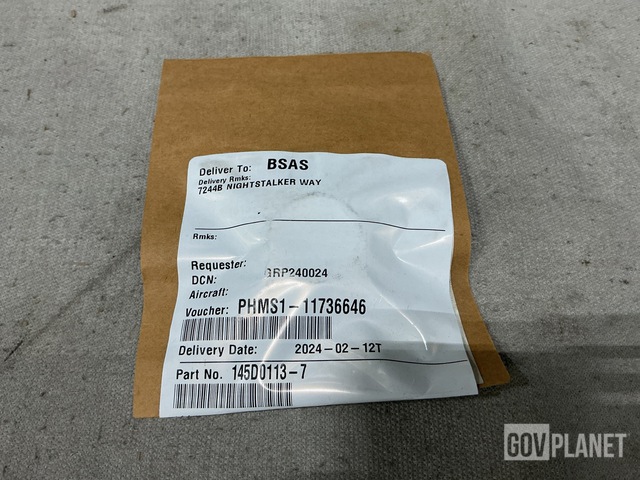 Deliver To: BSAS
Delivery Rmks:
7244B NIGHTSTALKER WAY
Rmks:
Requester:
DCN: GRP240024
Aircraft:
Voucher: PHMS1-11736646
Delivery Date: 2024-02-12T
Part No. 145D0113-7
GOVPLANET